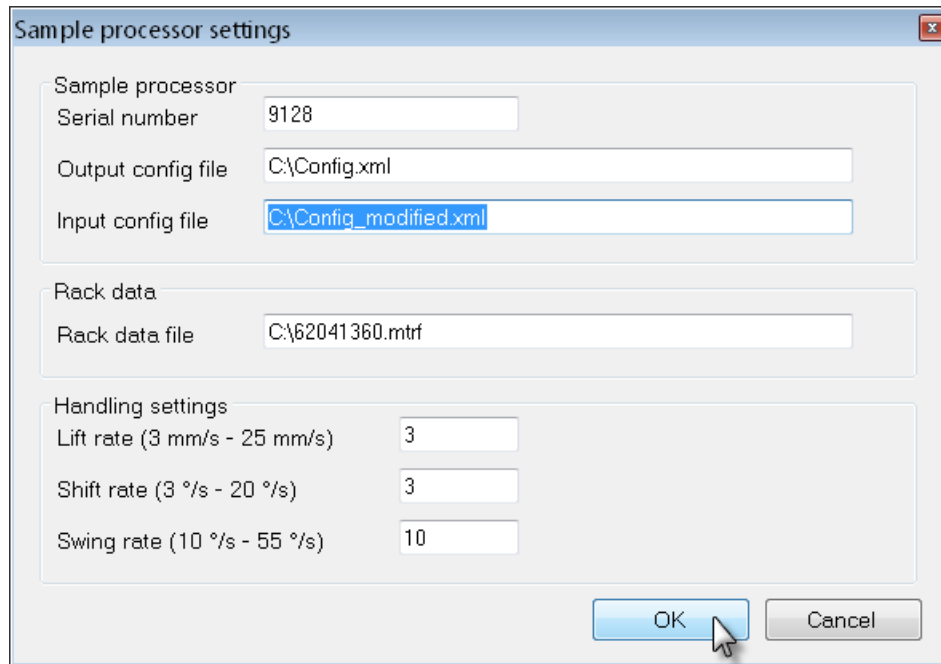 Sample processor settings
Sample processor
Serial number 9128
Output config file C:\Config.xml
Input config file C:\Config_modified.xml
Rack data
Rack data file C:\62041360.mtrf
Handling settings
Lift rate (3 mm/s - 25 mm/s) 3
Shift rate (3 °/s - 20 °/s) 3
Swing rate (10 °/s - 55 °/s) 10
OK Cancel